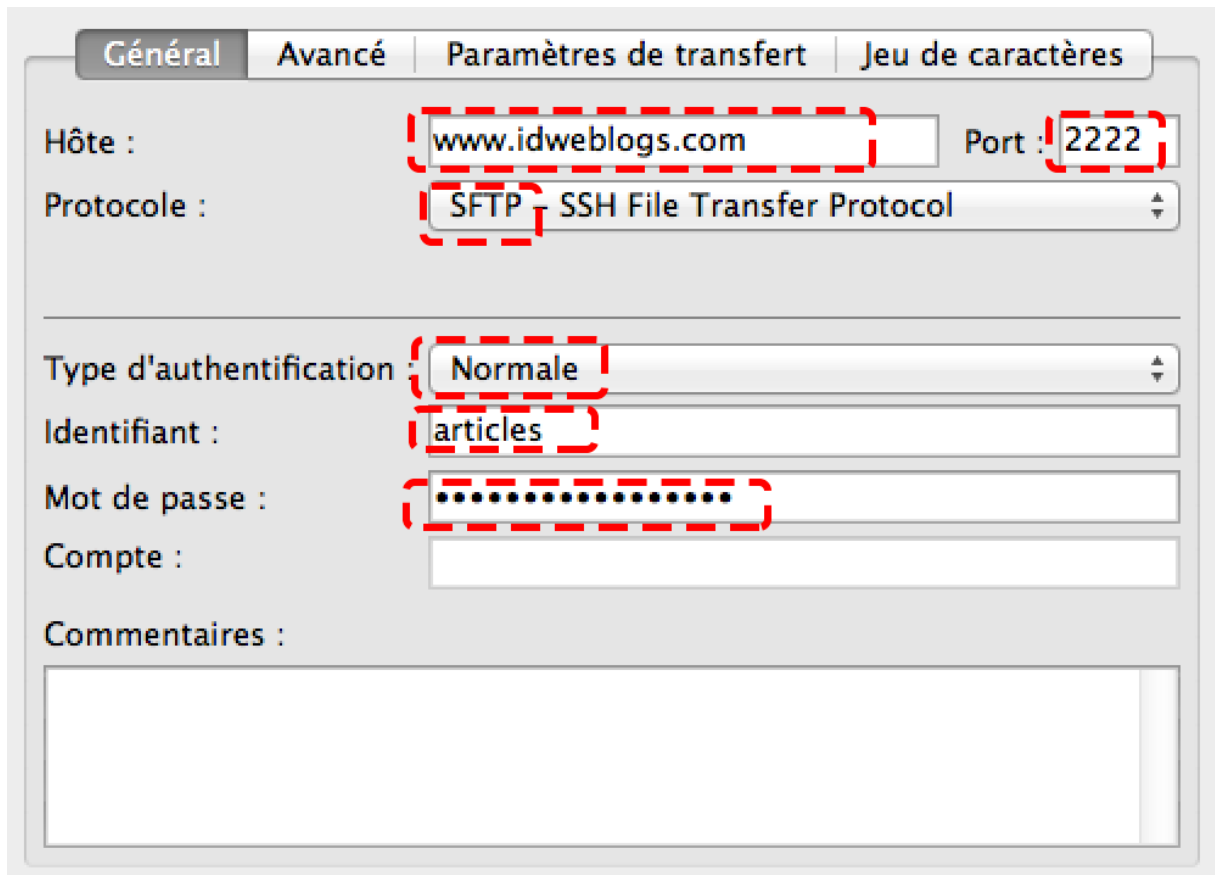 Général Avancé Paramètres de transfert Jeu de caractères
Hôte : www.idweblogs.com Port : 2222
Protocole : SFTP – SSH File Transfer Protocol
Type d'authentification : Normale
Identifiant : articles
Mot de passe : •••••••••••••••••
Compte :
Commentaires :